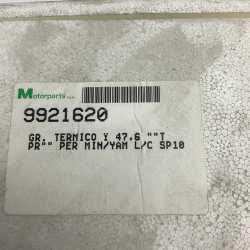 Motorparts
9921620
GR. TERMICO Y 47.6 ""T
PR"" PER MIN/YAM L/C SP10